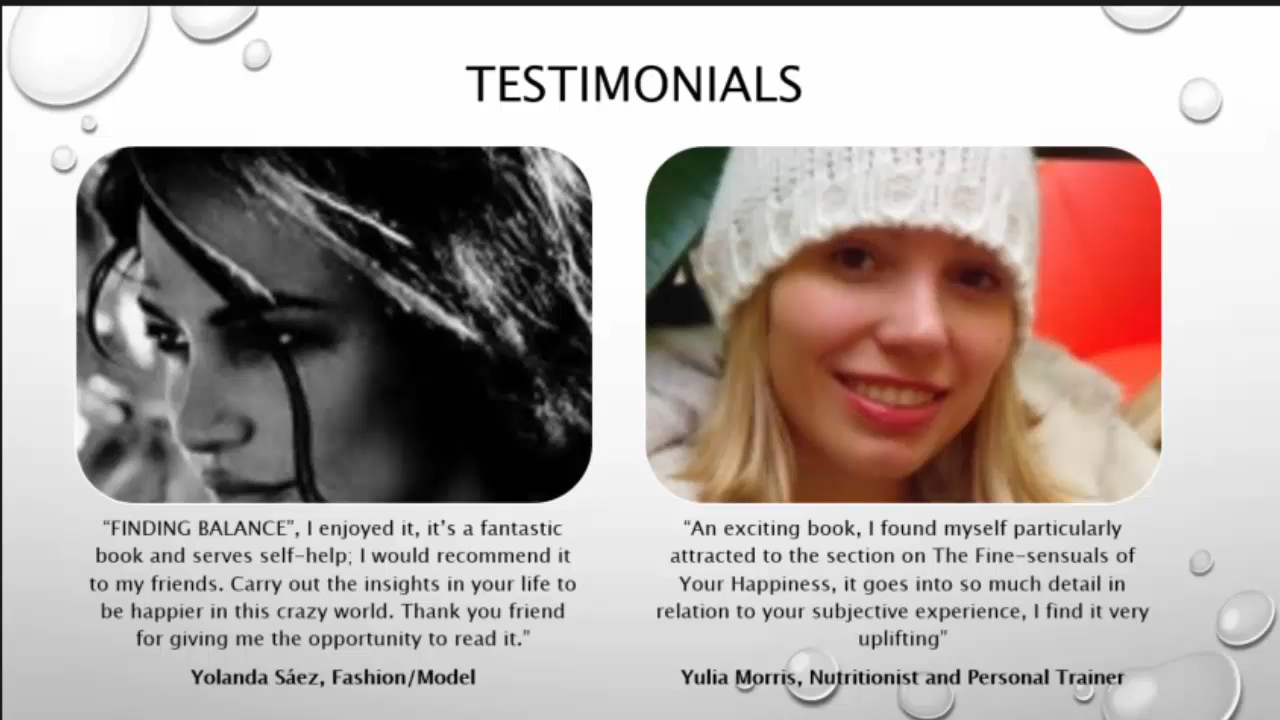 TESTIMONIALS
“FINDING BALANCE”, I enjoyed it, it’s a fantastic
book and serves self-help; I would recommend it
to my friends. Carry out the insights in your life to
be happier in this crazy world. Thank you friend
for giving me the opportunity to read it.”
Yolanda Sáez, Fashion/Model
“An exciting book, I found myself particularly
attracted to the section on The Fine-sensuals of
Your Happiness, it goes into so much detail in
relation to your subjective experience, I find it very
uplifting”
Yulia Morris, Nutritionist and Personal Trainer